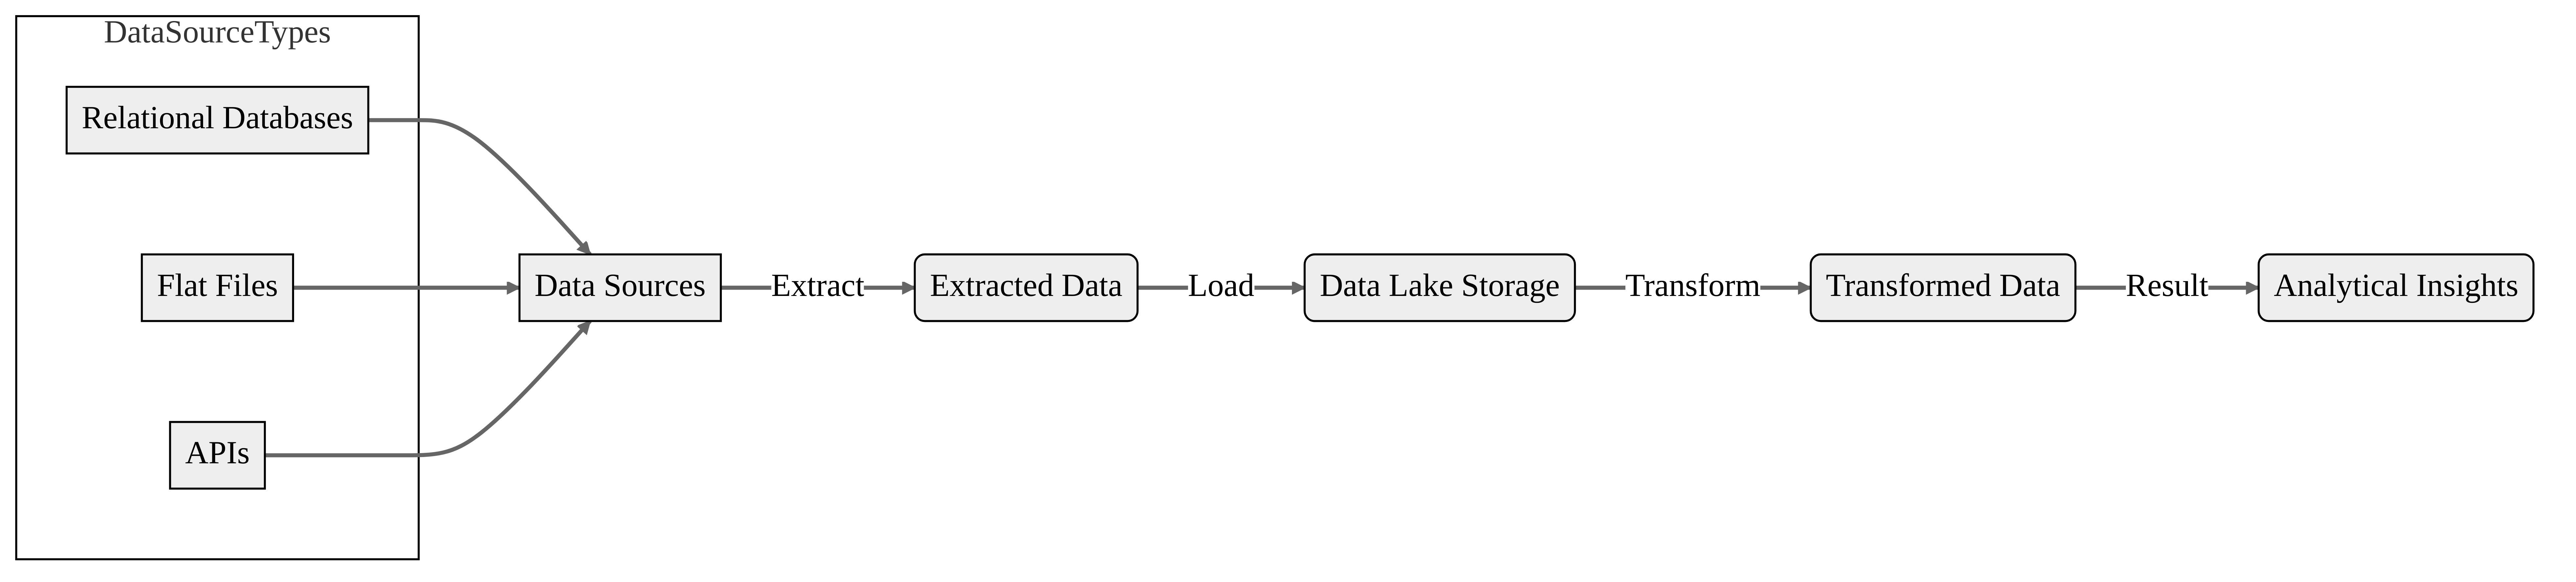 DataSourceTypes
Relational Databases
Flat Files
APIs
Data Sources
Extract
Extracted Data
Load
Data Lake Storage
Transform
Transformed Data
Result
Analytical Insights